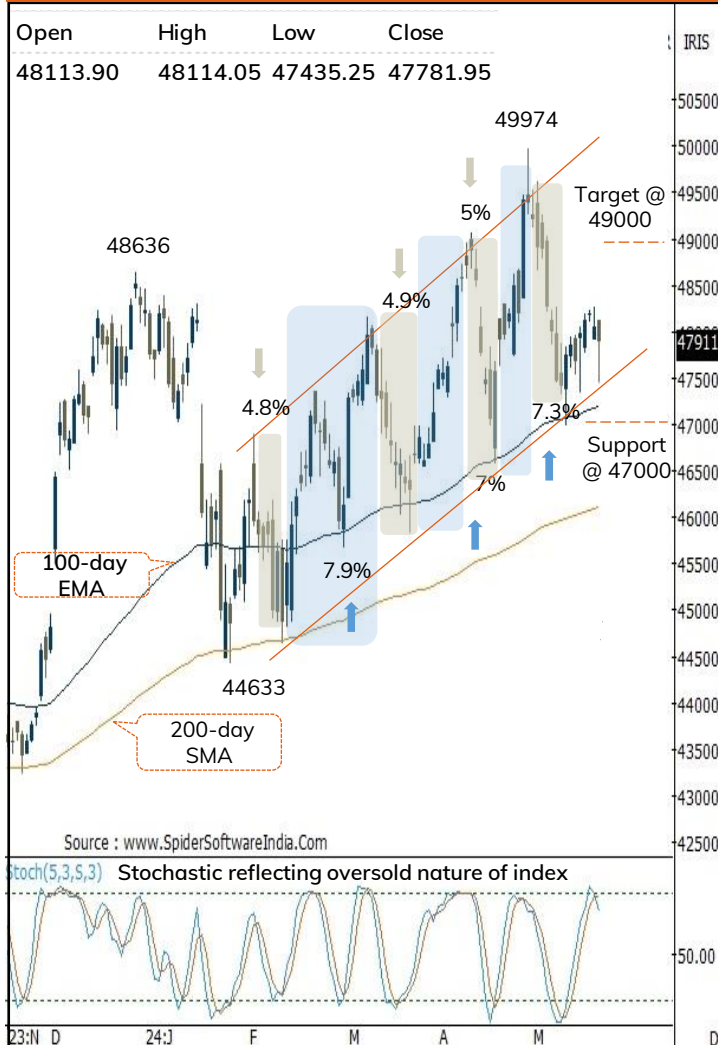 Open High Low Close
48113.90 48114.05 47435.25 47781.95
IRIS
50500
49974
50000
Target @
49000
49500
5%
48636
49000
4.9%
48500
47911
4.8%
47500
7.3%
47000
Support
@ 47000
46500
7%
46000
100-day
EMA
7.9%
45500
45000
44633
44500
200-day
SMA
44000
43500
43000
Source : www.SpiderSoftwareIndia.Com
42500
Stoch(5,3,S,3) Stochastic reflecting oversold nature of index
50.00
23:N D 24:J F M A M D